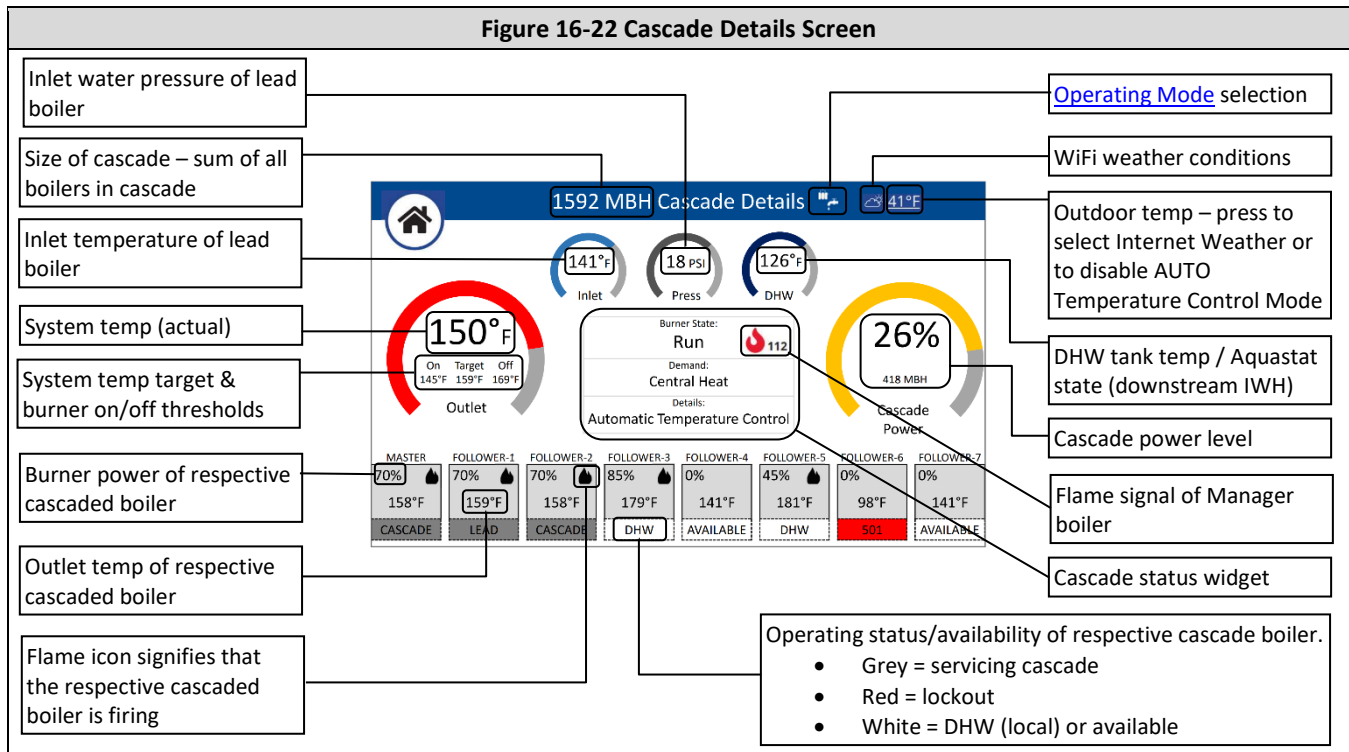 Figure 16-22 Cascade Details Screen
Inlet water pressure of lead
boiler
Size of cascade – sum of all
boilers in cascade
Inlet temperature of lead
boiler
System temp (actual)
System temp target &
burner on/off thresholds
Burner power of respective
cascaded boiler
Outlet temp of respective
cascaded boiler
Flame icon signifies that
the respective cascaded
boiler is firing
1592 MBH Cascade Details
41°F
141°F
Inlet
18 PSI
Press
126°F
DHW
150°F
On Target Off
145°F 159°F 169°F
Outlet
Burner State:
Run
112
Demand:
Central Heat
Details:
Automatic Temperature Control
26%
418 MBH
Cascade
Power
MASTER FOLLOWER-1 FOLLOWER-2 FOLLOWER-3 FOLLOWER-4 FOLLOWER-5 FOLLOWER-6 FOLLOWER-7
70% 70% 70% 85% 0% 45% 0% 0%
158°F 159°F 158°F 179°F 141°F 181°F 98°F 141°F
CASCADE LEAD CASCADE DHW AVAILABLE DHW 501 AVAILABLE
Operating Mode selection
WiFi weather conditions
Outdoor temp – press to
select Internet Weather or
to disable AUTO
Temperature Control Mode
DHW tank temp / Aquastat
state (downstream IWH)
Cascade power level
Flame signal of Manager
boiler
Cascade status widget
Operating status/availability of respective cascade boiler.
• Grey = servicing cascade
• Red = lockout
• White = DHW (local) or available